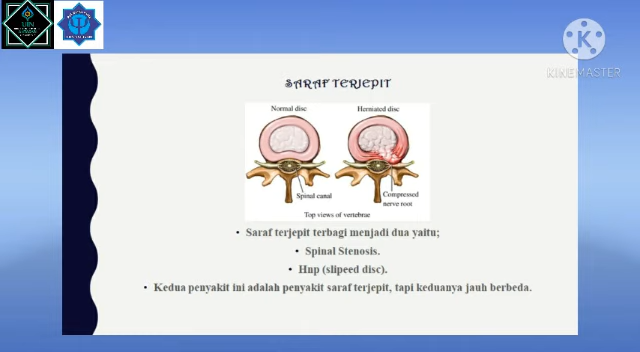 UIN
KINEMASTER
SARAF TERJEPIT
Normal disc
Herniated disc
Spinal canal
Compressed
nerve root
Top views of vertebrae
• Saraf terjepit terbagi menjadi dua yaitu;
• Spinal Stenosis.
• Hnp (slipeed disc).
• Kedua penyakit ini adalah penyakit saraf terjepit, tapi keduanya jauh berbeda.